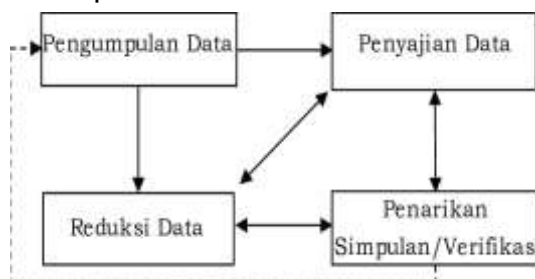 Pengumpulan Data
Penyajian Data
Reduksi Data
Penarikan
Simpulan/Verifikas